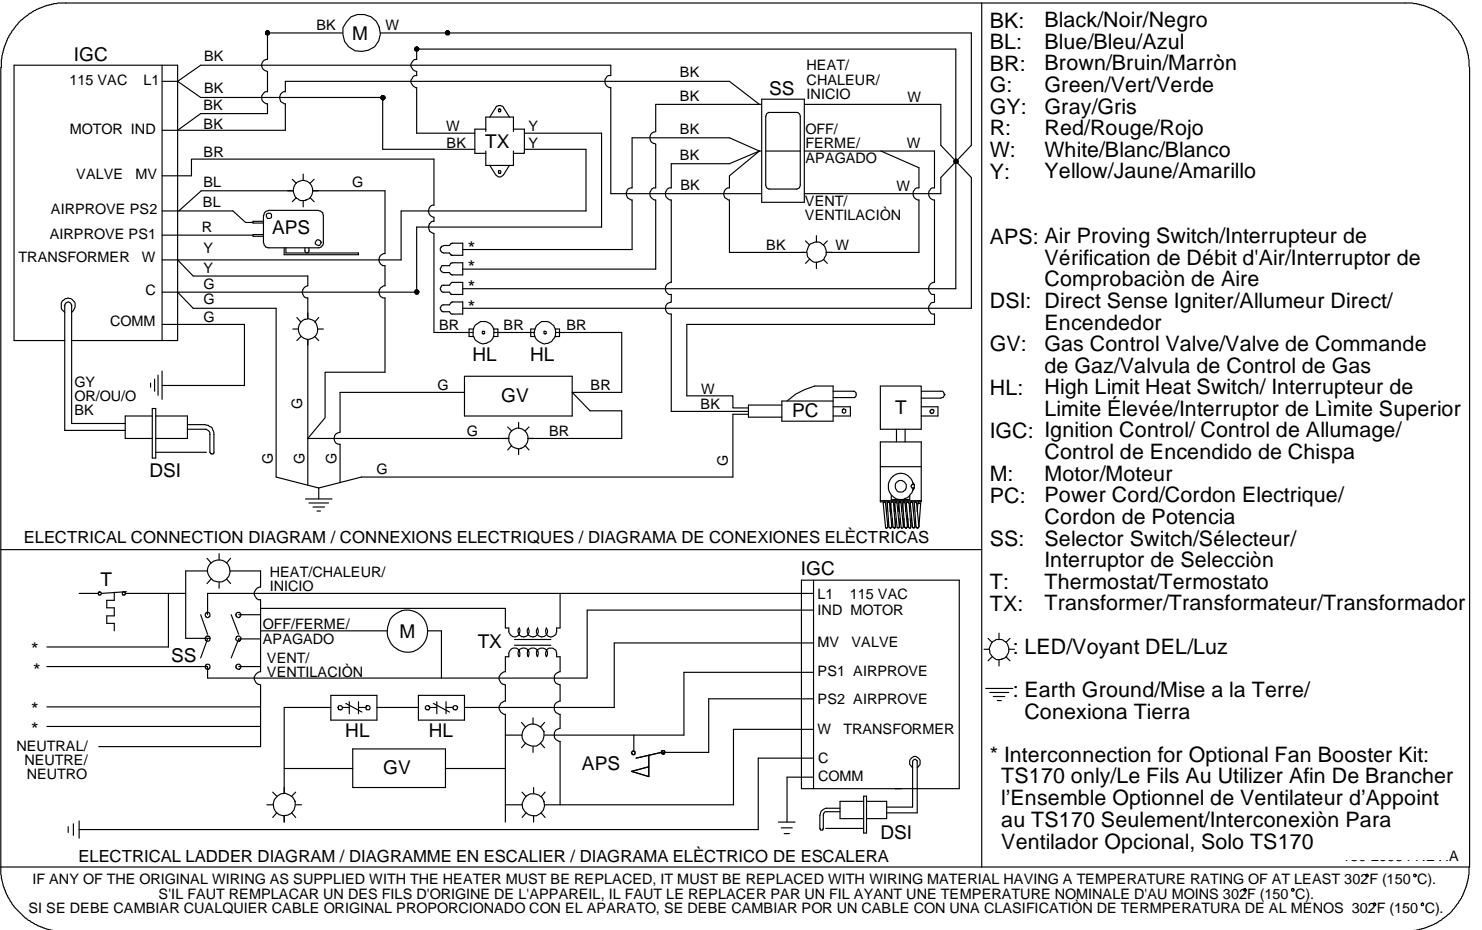 BK W
M
IGC
115 VAC L1
MOTOR IND
VALVE MV
AIRPROVE PS2
AIRPROVE PS1
TRANSFORMER W
C
COMM
BK
BK
BK
BK
BR
BL
BL
R
Y
Y
G
G
G
G
APS
W
BK
TX
Y
Y
BK
BK
BK
BK
BK
SS
HEAT/
CHALEUR/
INICIO
OFF/
FERME/
APAGADO
VENT/
VENTILACIÒN
W
W
W
BK W
*
*
*
*
BR BR BR
HL HL
G GV BR
G BR
GY
OR/OU/O
BK
DSI
G
G
G
G
G
G
W
BK
PC
T
ELECTRICAL CONNECTION DIAGRAM / CONNEXIONS ELECTRIQUES / DIAGRAMA DE CONEXIONES ELÈCTRICAS
T
HEAT/CHALEUR/
INICIO
OFF/FERME/
APAGADO
SS
VENT/
VENTILACIÒN
*
*
*
*
NEUTRAL/
NEUTRE/
NEUTRO
M
TX
HL HL
GV
APS
IGC
L1 115 VAC
IND MOTOR
MV VALVE
PS1 AIRPROVE
PS2 AIRPROVE
W TRANSFORMER
C
COMM
DSI
ELECTRICAL LADDER DIAGRAM / DIAGRAMME EN ESCALIER / DIAGRAMA ELÈCTRICO DE ESCALERA
BK: Black/Noir/Negro
BL: Blue/Bleu/Azul
BR: Brown/Bruin/Marròn
G: Green/Vert/Verde
GY: Gray/Gris
R: Red/Rouge/Rojo
W: White/Blanc/Blanco
Y: Yellow/Jaune/Amarillo
APS: Air Proving Switch/Interrupteur de
Vérification de Débit d'Air/Interruptor de
Comprobaciòn de Aire
DSI: Direct Sense Igniter/Allumeur Direct/
Encendedor
GV: Gas Control Valve/Valve de Commande
de Gaz/Valvula de Control de Gas
HL: High Limit Heat Switch/ Interrupteur de
Limite Élevée/Interruptor de Lìmite Superior
IGC: Ignition Control/ Control de Allumage/
Control de Encendido de Chispa
M: Motor/Moteur
PC: Power Cord/Cordon Electrique/
Cordon de Potencia
SS: Selector Switch/Sélecteur/
Interruptor de Selecciòn
T: Thermostat/Termostato
TX: Transformer/Transformateur/Transformador
: LED/Voyant DEL/Luz
: Earth Ground/Mise a la Terre/
Conexiona Tierra
* Interconnection for Optional Fan Booster Kit:
TS170 only/Le Fils Au Utilizer Afin De Brancher
l'Ensemble Optionnel de Ventilateur d'Appoint
au TS170 Seulement/Interconexiòn Para
Ventilador Opcional, Solo TS170
IF ANY OF THE ORIGINAL WIRING AS SUPPLIED WITH THE HEATER MUST BE REPLACED, IT MUST BE REPLACED WITH WIRING MATERIAL HAVING A TEMPERATURE RATING OF AT LEAST 302°F (150°C).
S'IL FAUT REMPLACAR UN DES FILS D'ORIGINE DE L'APPAREIL, IL FAUT LE REPLACER PAR UN FIL AYANT UNE TEMPERATURE NOMINALE D'AU MOINS 302°F (150°C).
SI SE DEBE CAMBIAR CUALQUIER CABLE ORIGINAL PROPORCIONADO CON EL APARATO, SE DEBE CAMBIAR POR UN CABLE CON UNA CLASIFICATIÓN DE TERMPERATURA DE AL MENOS 302°F (150°C).